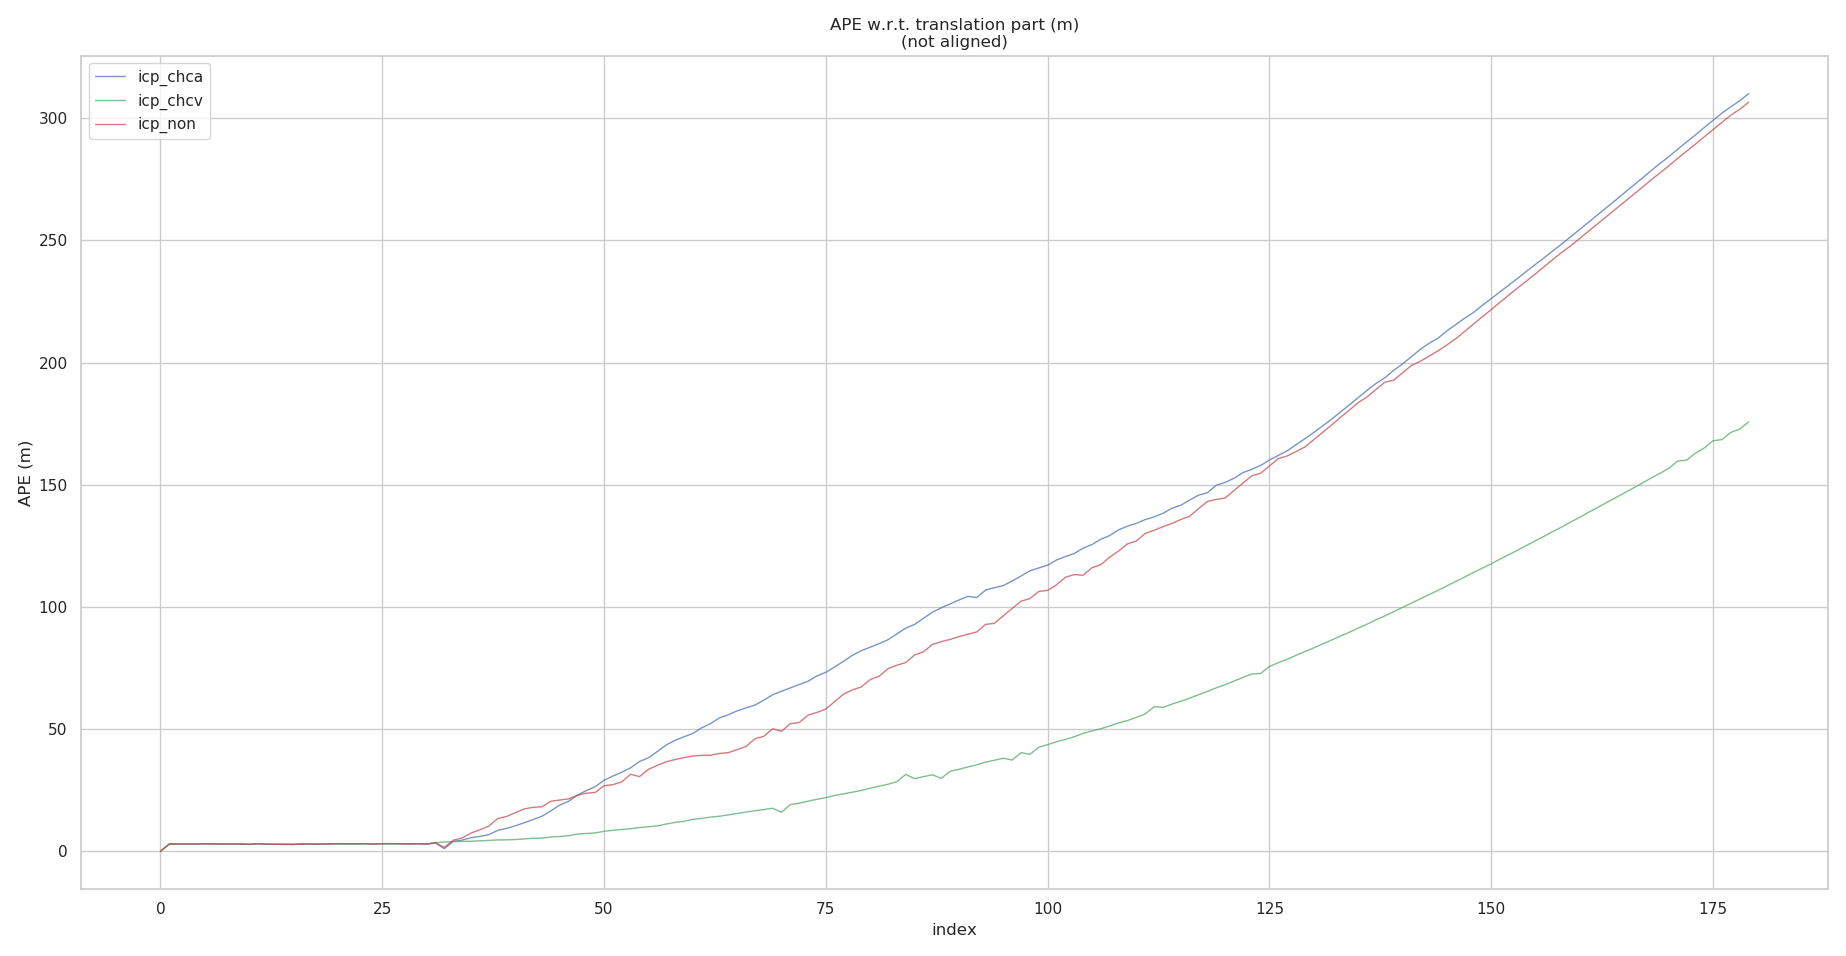 APE w.r.t. translation part (m)
(not aligned)
icp_chca
icp_chcv
icp_non
300
250
200
150
100
50
0
APE (m)
0 25 50 75 100 125 150 175
index